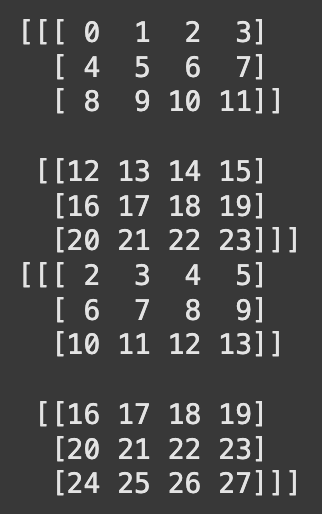 [[[ 0  1  2  3]
  [ 4  5  6  7]
  [ 8  9 10 11]]

 [[12 13 14 15]
  [16 17 18 19]
  [20 21 22 23]]]
[[[ 2  3  4  5]
  [ 6  7  8  9]
  [10 11 12 13]]

 [[16 17 18 19]
  [20 21 22 23]
  [24 25 26 27]]]